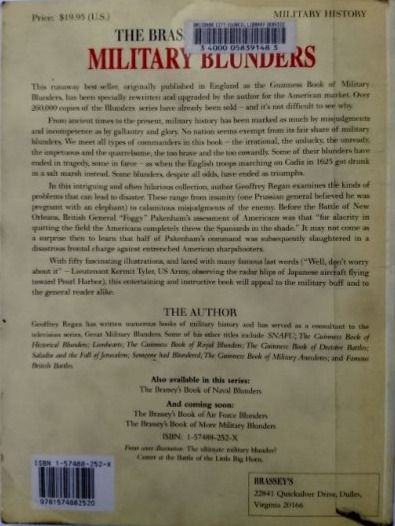 Price: $19.95 (U.S.)
MILITARY HISTORY
BRISBANE CITY COUNCIL LIBRARY SERVICE
3 4000 05839148 3
THE BRAS
MILITARY BLUNDERS
This runaway best seller, originally published in England as the Guinness Book of Military
Blunders, has been specially rewritten and upgraded by the author for the American market. Over
260,000 copies of the Blunders series have already been sold – and it's not difficult to see why.
From ancient times to the present, military history has been marked as much by misjudgments
and incompetence as by gallantry and glory. No nation seems exempt from its fair share of military
blunders. We meet all types of commanders in this book – the irrational, the unlucky, the unready,
the impetuous and the quarrelsome, the too brave and the too cowardly. Some of their blunders have
ended in tragedy, some in farce – as when the English troops marching on Cadiz in 1625 got drunk
in a salt marsh instead. Some blunders, despite all odds, have ended as triumphs.
In this intriguing and often hilarious collection, author Geoffrey Regan examines the kinds of
problems that can lead to disaster. These range from insanity (one Prussian general believed he was
pregnant with an elephant) to calamitous misjudgments of the enemy. Before the Battle of New
Orleans, British General "Foggy" Pakenham's assessment of Americans was that "for alacrity in
quitting the field the Americans completely threw the Spaniards in the shade." It may not come as
a surprise then to learn that half of Pakenham's command was subsequently slaughtered in a
disastrous frontal charge against entrenched American sharpshooters.
With fifty fascinating illustrations, and laced with many famous last words ("Well, don't worry
about it" – Lieutenant Kermit Tyler, US Army, observing the radar blips of Japanese aircraft flying
toward Pearl Harbor), this entertaining and instructive book will appeal to the military buff and to
the general reader alike.
THE AUTHOR
Geoffrey Regan has written numerous books of military history and has served as a consultant to the
television series, Great Military Blunders. Some of his other titles include SNAFU; The Guinness Book of
Historical Blunders; Lionhearts; The Guinness Book of Royal Blunders; The Guinness Book of Decisive Battles;
Saladin and the Fall of Jerusalem; Someone had Blundered; The Guinness Book of Military Anecdotes; and Famous
British Battles.
Also available in this series:
The Brassey's Book of Naval Blunders
And coming soon:
The Brassey's Book of Air Force Blunders
The Brassey's Book of More Military Blunders
ISBN: 1-57488-252-X
Front cover illustration: The ultimate military blunder?
Custer at the Battle of the Little Big Horn.
ISBN 1-57488-252-X
9781574882520
BRASSEY'S
22841 Quicksilver Drive, Dulles,
Virginia 20166